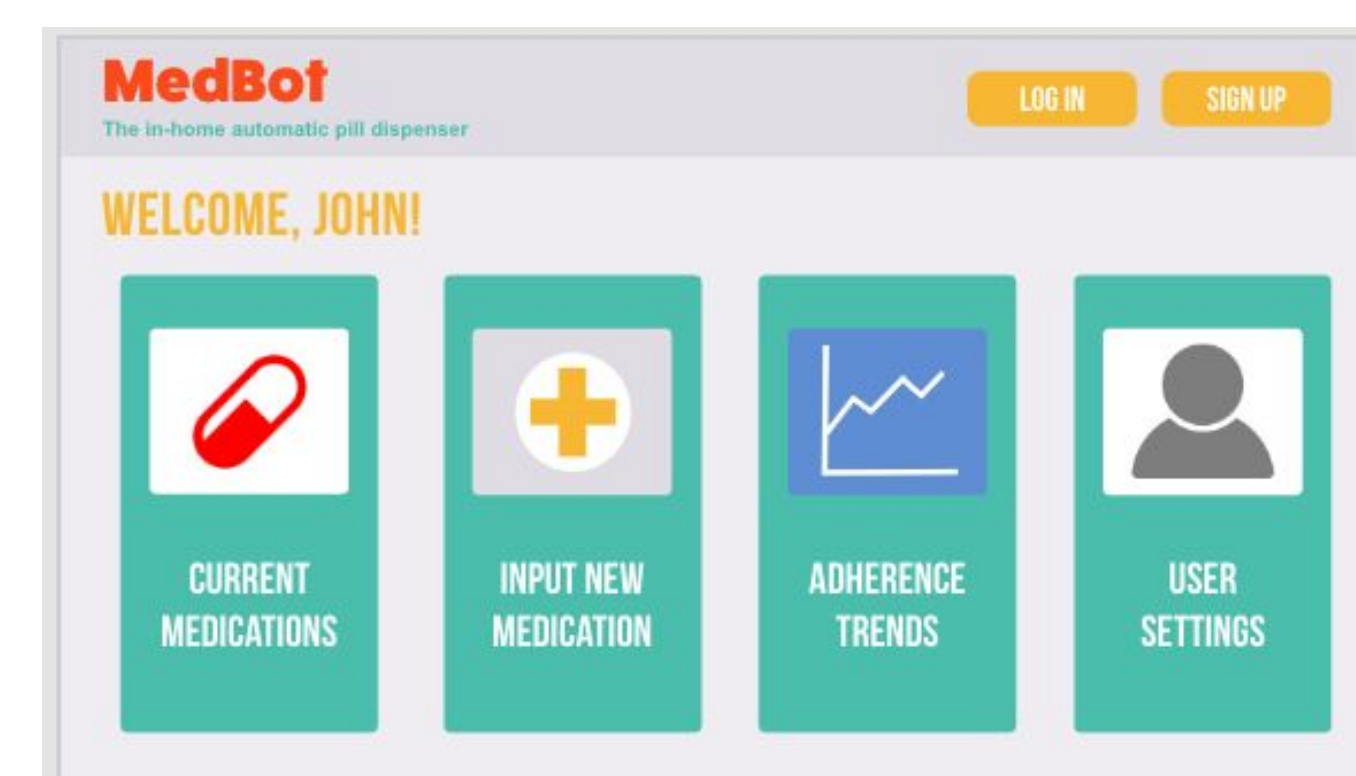 MedBot
The in-home automatic pill dispenser
LOG IN
SIGN UP
WELCOME, JOHN!
CURRENT
MEDICATIONS
INPUT NEW
MEDICATION
ADHERENCE
TRENDS
USER
SETTINGS